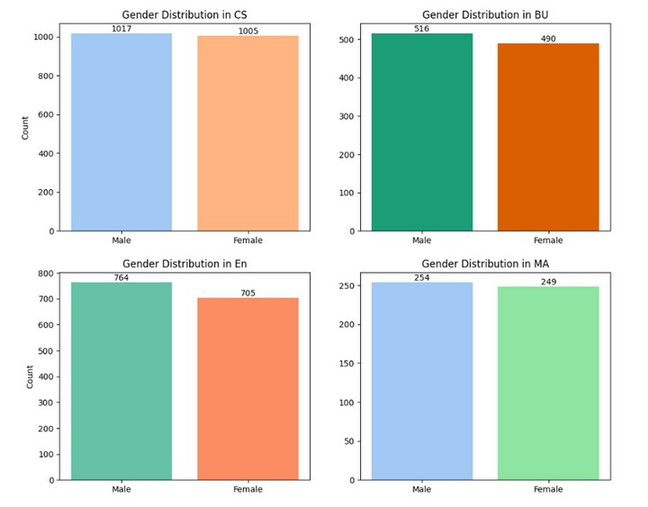 Gender Distribution in CS
1017
1005
1000
800
600
400
200
0
Count
Male
Female
Gender Distribution in BU
516
490
500
400
300
200
100
0
Male
Female
Gender Distribution in En
764
705
800
700
600
500
400
300
200
100
0
Count
Male
Female
Gender Distribution in MA
254
249
250
200
150
100
50
0
Male
Female